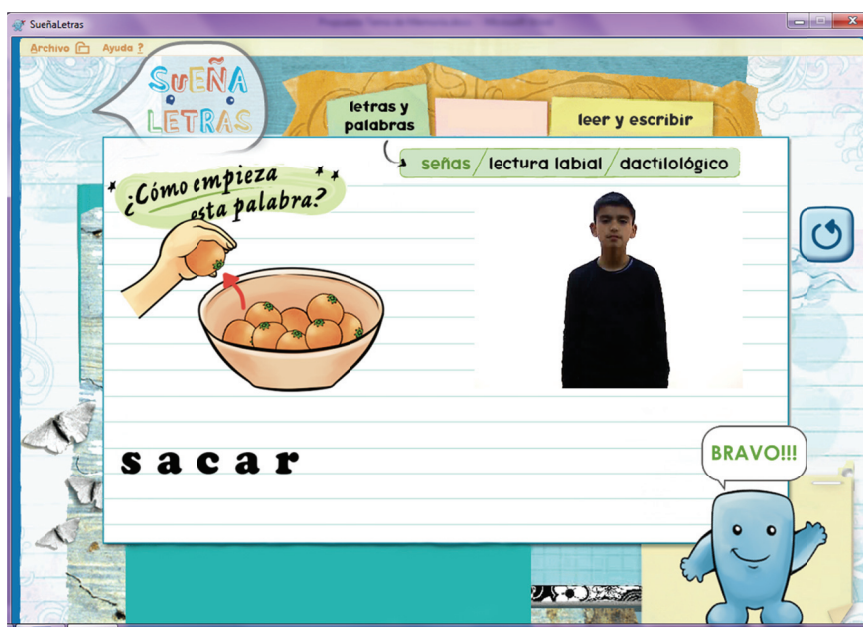 SueñaLetras
Archivo Ayuda ?
SUEÑA
LETRAS
letras y
palabras
leer y escribir
señas / lectura labial / dactilológico
¿Cómo empieza
esta palabra?
sacar
BRAVO!!!